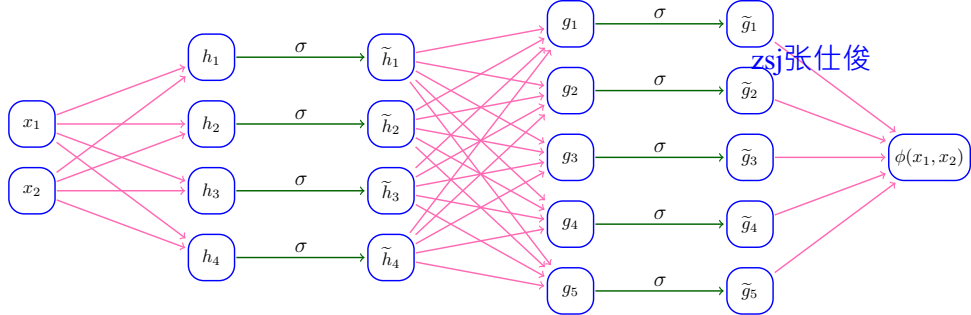 x₁
x₂
h₁
h₂
h₃
h₄
σ
σ
σ
σ
h̃₁
h̃₂
h̃₃
h̃₄
g₁
g₂
g₃
g₄
g₅
σ
σ
σ
σ
σ
g̃₁
g̃₂
g̃₃
g̃₄
g̃₅
zsj张仕俊
ϕ(x₁, x₂)